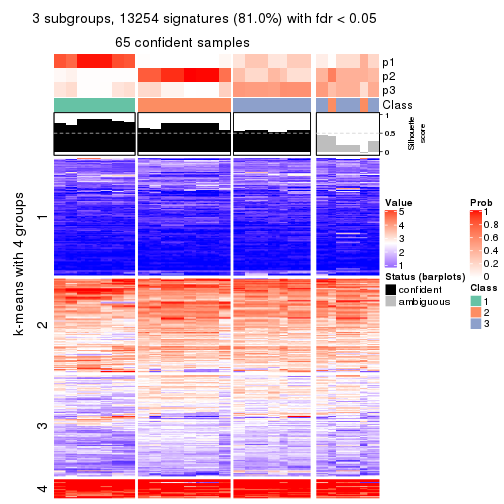 3 subgroups, 13254 signatures (81.0%) with fdr < 0.05
65 confident samples
p1
p2
p3
Class
1
0.5
0
Silhouette
score
k-means with 4 groups
1
2
3
4
Value
5
4
3
2
1
Status (barplots)
confident
ambiguous
Prob
1
0.8
0.6
0.4
0.2
0
Class
1
2
3